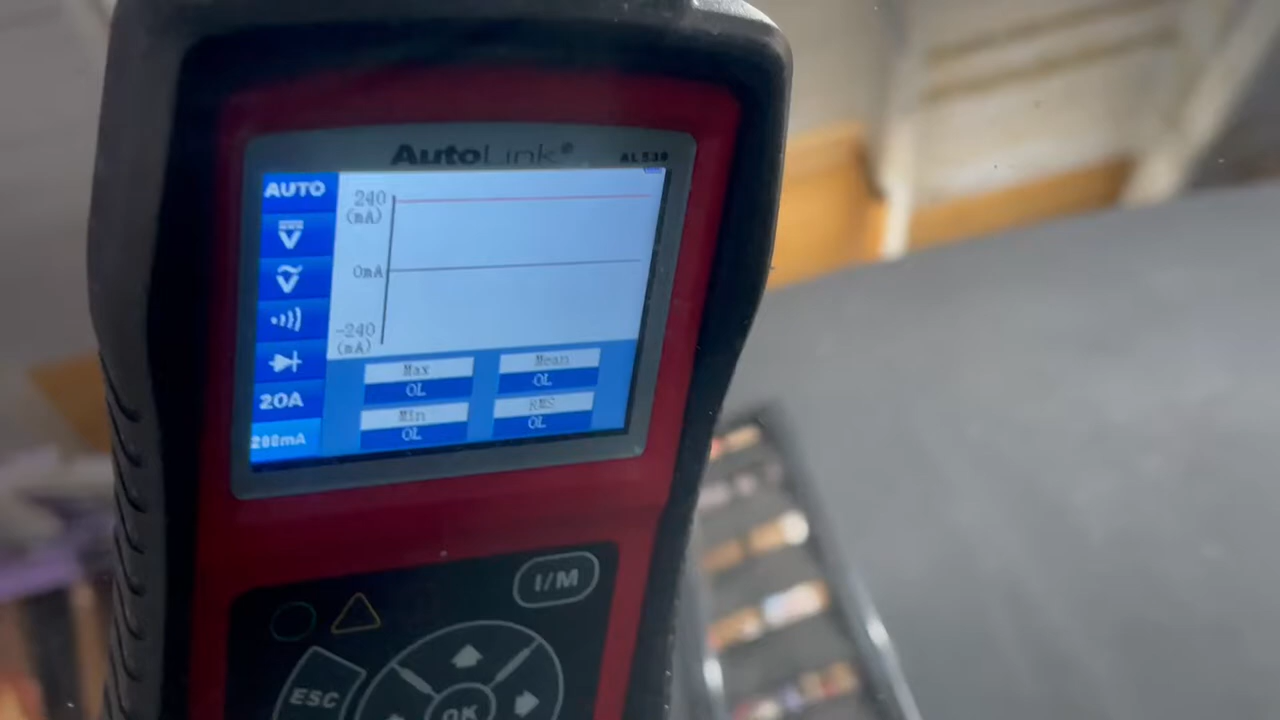 AutoLink®
AL539
AUTO
240
(mA)
V
0mA
V
-240
(mA)
20A
200mA
Max
OL
Mean
OL
Min
OL
RMS
OL
I/M
ESC
OK